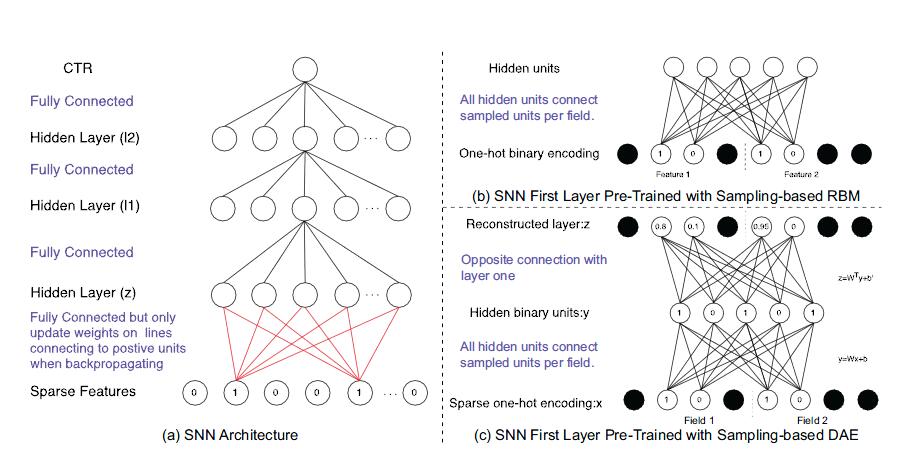 CTR
Fully Connected
Hidden Layer (l2)
. . .
Fully Connected
Hidden Layer (l1)
. . .
Fully Connected
Hidden Layer (z)
. . .
Fully Connected but only
update weights on lines
connecting to postive units
when backpropagating
Sparse Features
0 1 0 0 1 . . . 0
(a) SNN Architecture
Hidden units
All hidden units connect
sampled units per field.
One-hot binary encoding
1 0 1 0
Feature 1 Feature 2
(b) SNN First Layer Pre-Trained with Sampling-based RBM
Reconstructed layer:z
0.8 0.1 0.95 0
Opposite connection with
layer one
z=Wᵀy+b'
Hidden binary units:y
1 0 1 0 1
All hidden units connect
sampled units per field.
y=Wx+b
Sparse one-hot encoding:x
1 0 1 0
Field 1 Field 2
(c) SNN First Layer Pre-Trained with Sampling-based DAE